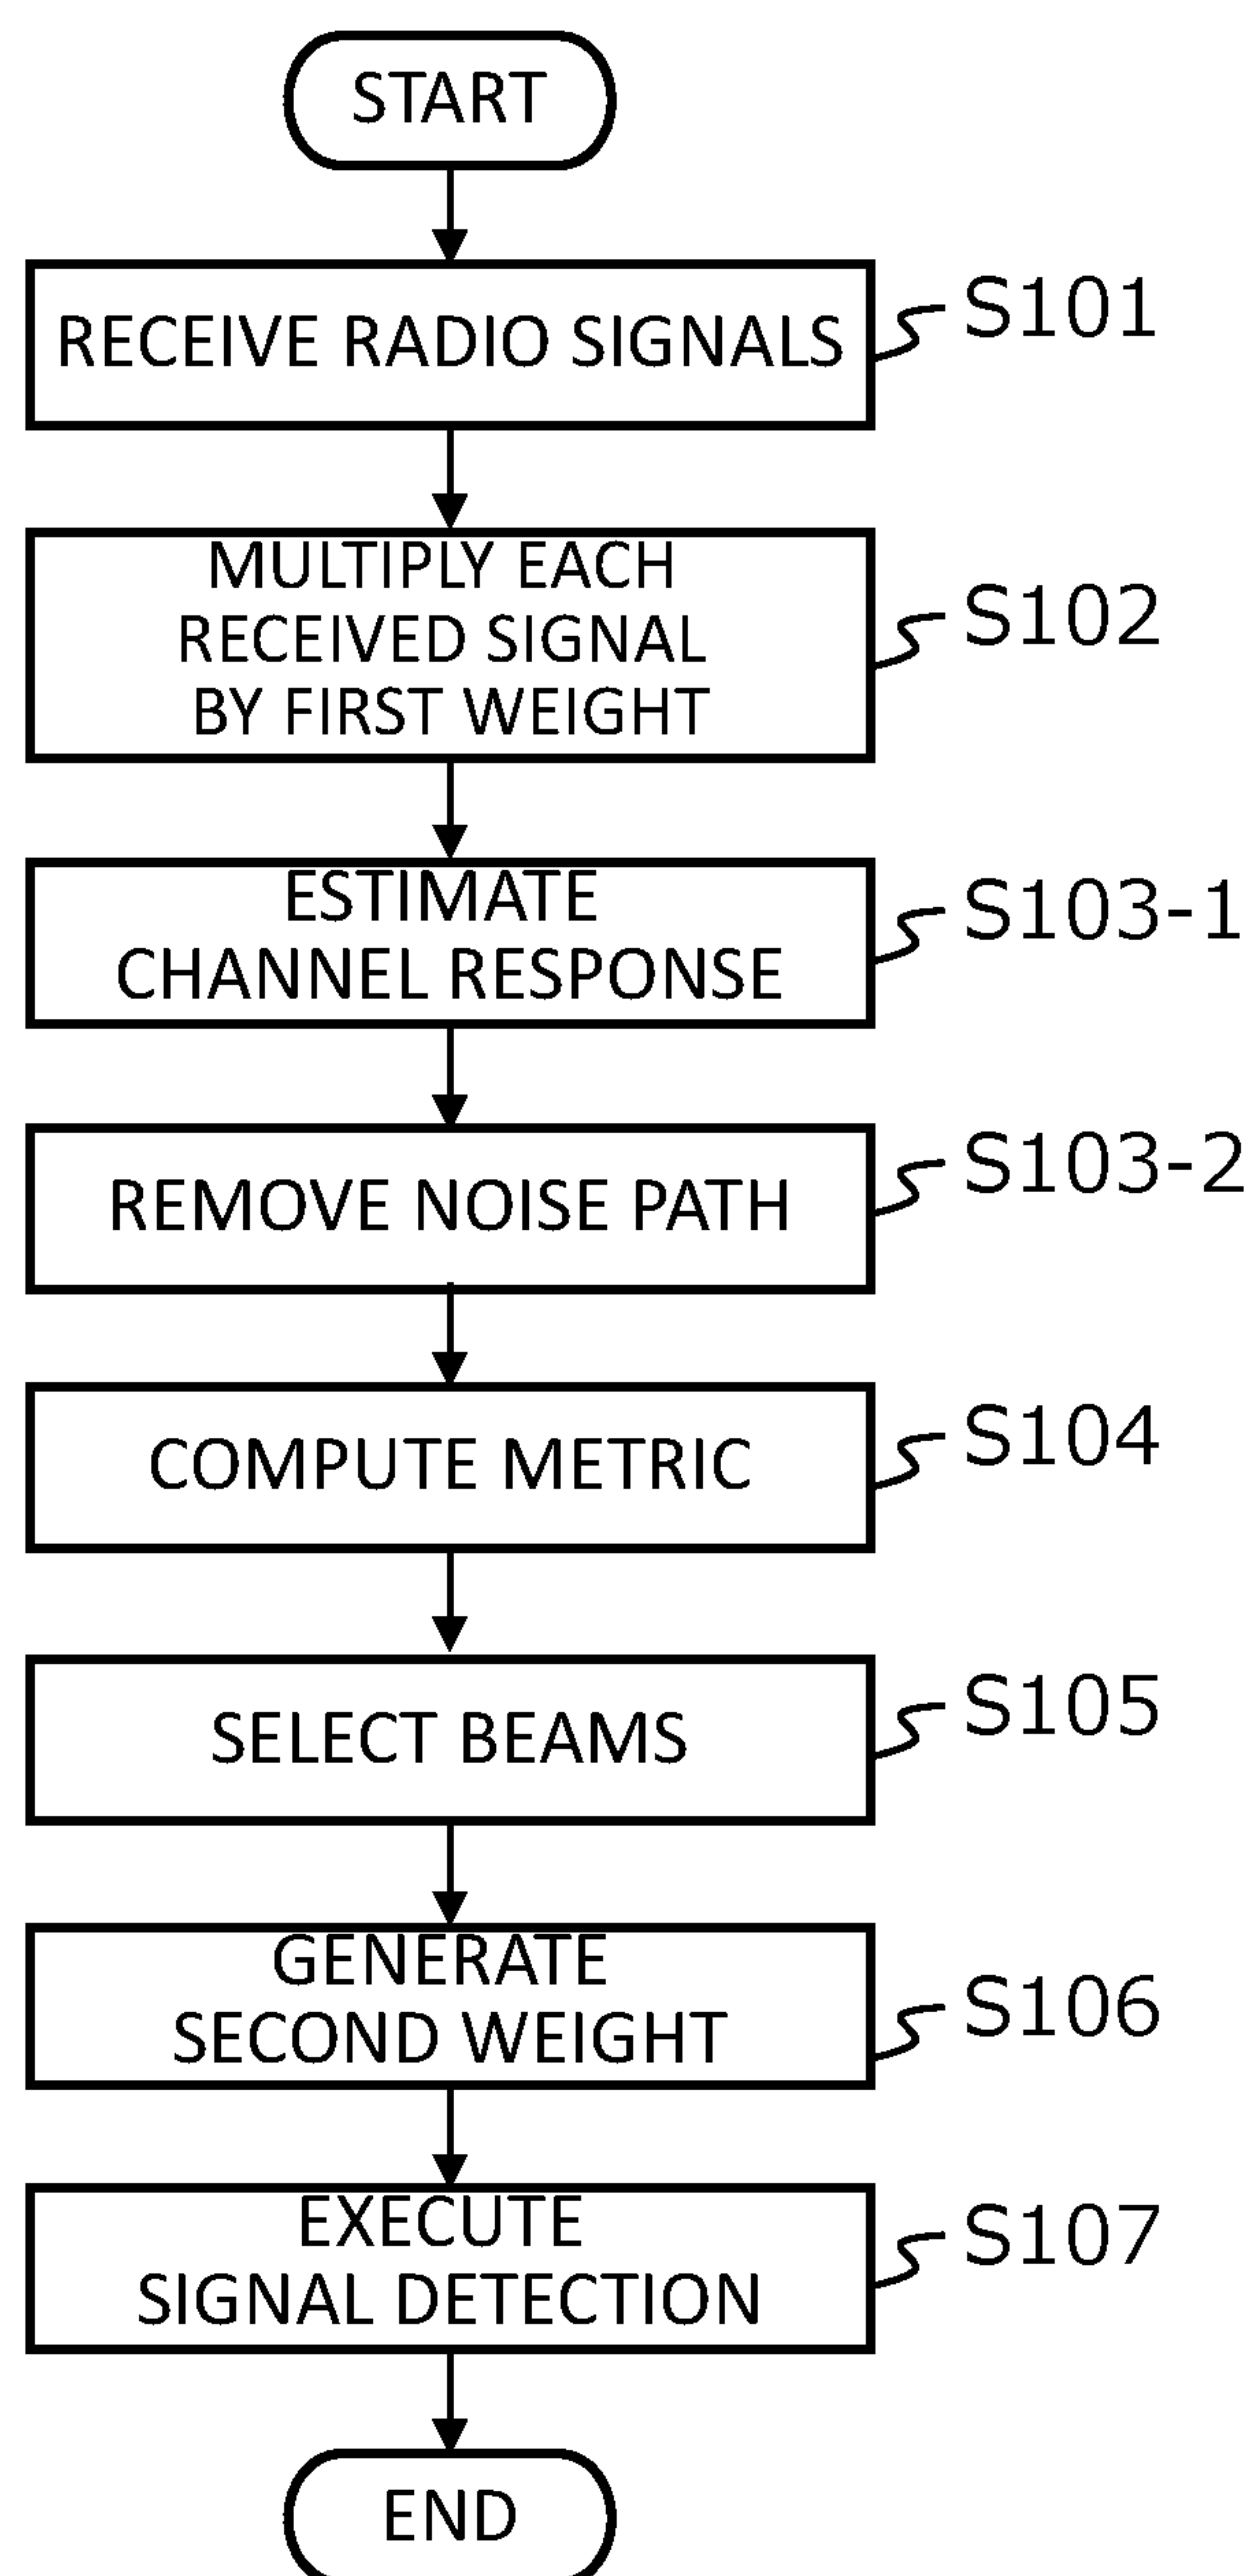 START
RECEIVE RADIO SIGNALS
S101
MULTIPLY EACH
RECEIVED SIGNAL
BY FIRST WEIGHT
S102
ESTIMATE
CHANNEL RESPONSE
S103-1
REMOVE NOISE PATH
S103-2
COMPUTE METRIC
S104
SELECT BEAMS
S105
GENERATE
SECOND WEIGHT
S106
EXECUTE
SIGNAL DETECTION
S107
END